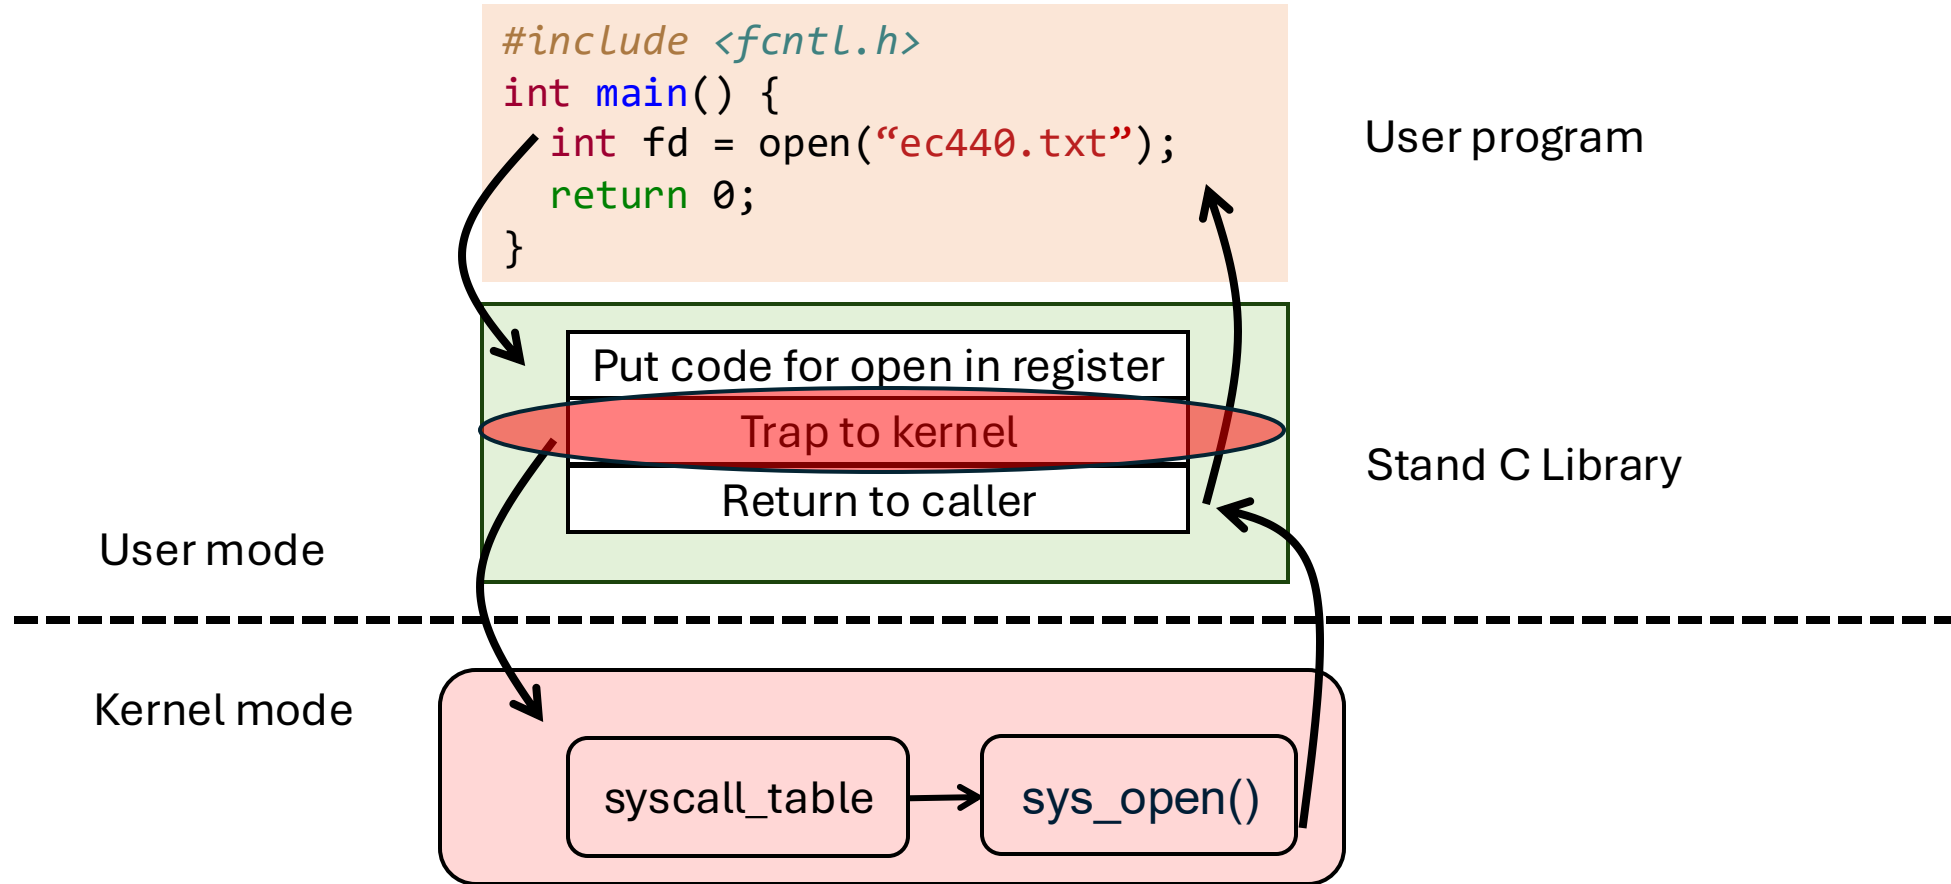 #include <fcntl.h>
int main() {
int fd = open(“ec440.txt”);
return 0;
}
User program
Put code for open in register
Trap to kernel
Return to caller
Stand C Library
User mode
Kernel mode
syscall_table
sys_open()